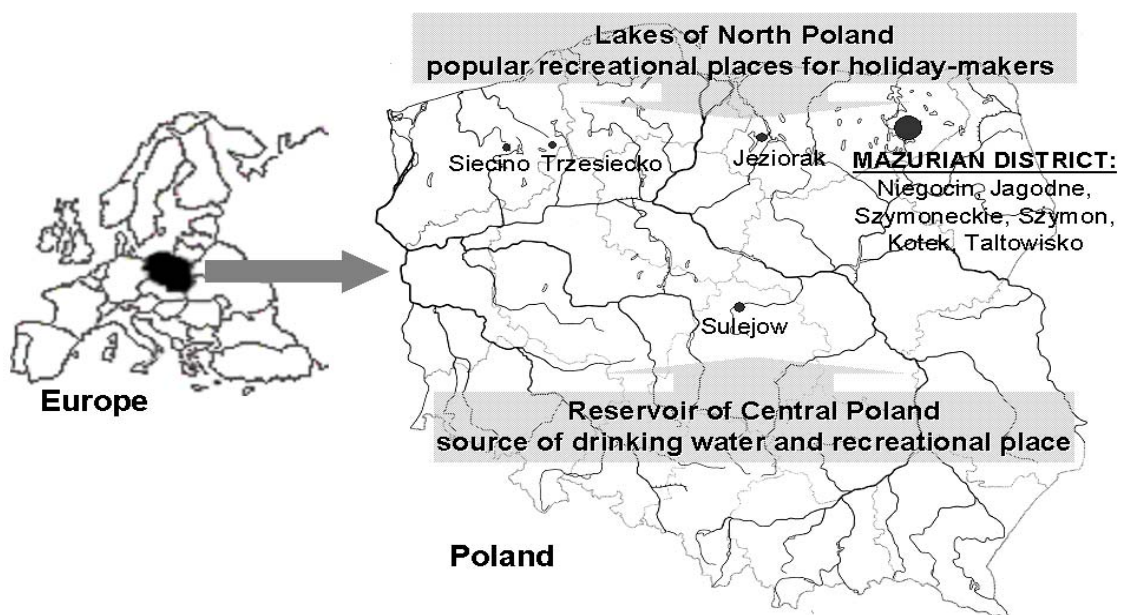 Lakes of North Poland
popular recreational places for holiday-makers
Siecino Trzesiecko
Jeziorak
MAZURIAN DISTRICT:
Niegocin, Jagodne,
Szymoneckie, Szymon,
Kotek, Taltowisko
Sulejow
Europe
Reservoir of Central Poland
source of drinking water and recreational place
Poland